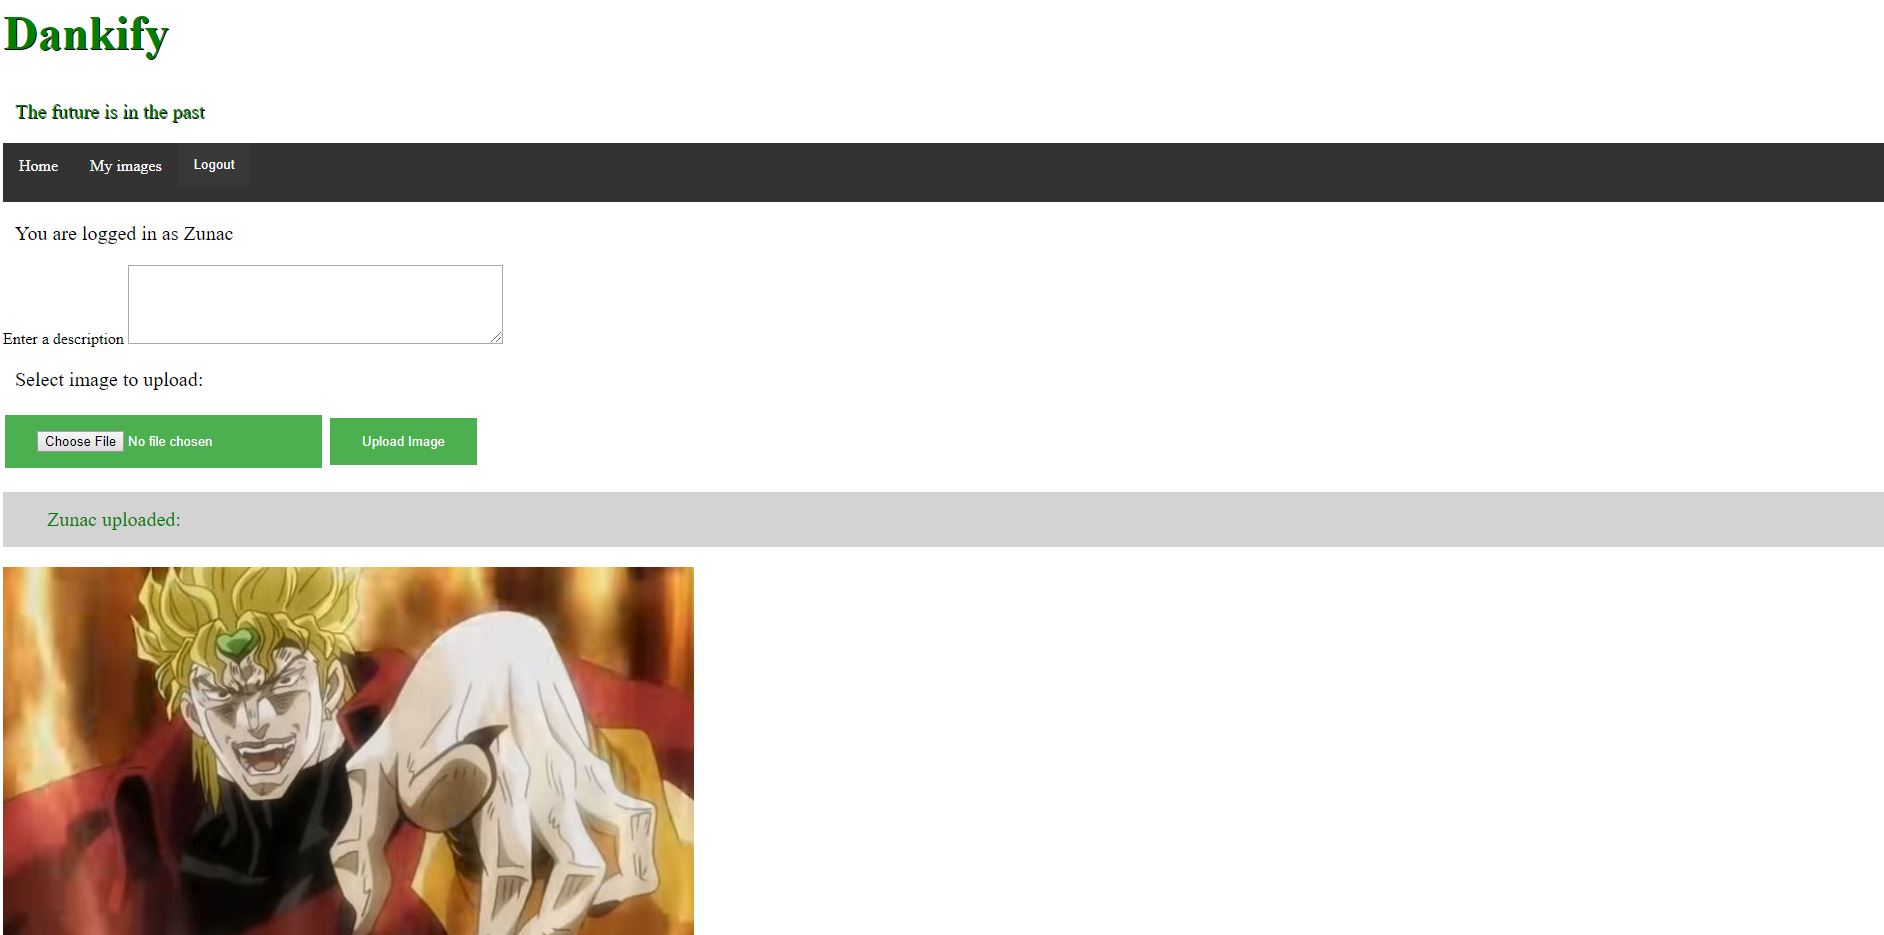 Dankify
The future is in the past
Home My images Logout
You are logged in as Zunac
Enter a description
Select image to upload:
Choose File No file chosen Upload Image
Zunac uploaded: